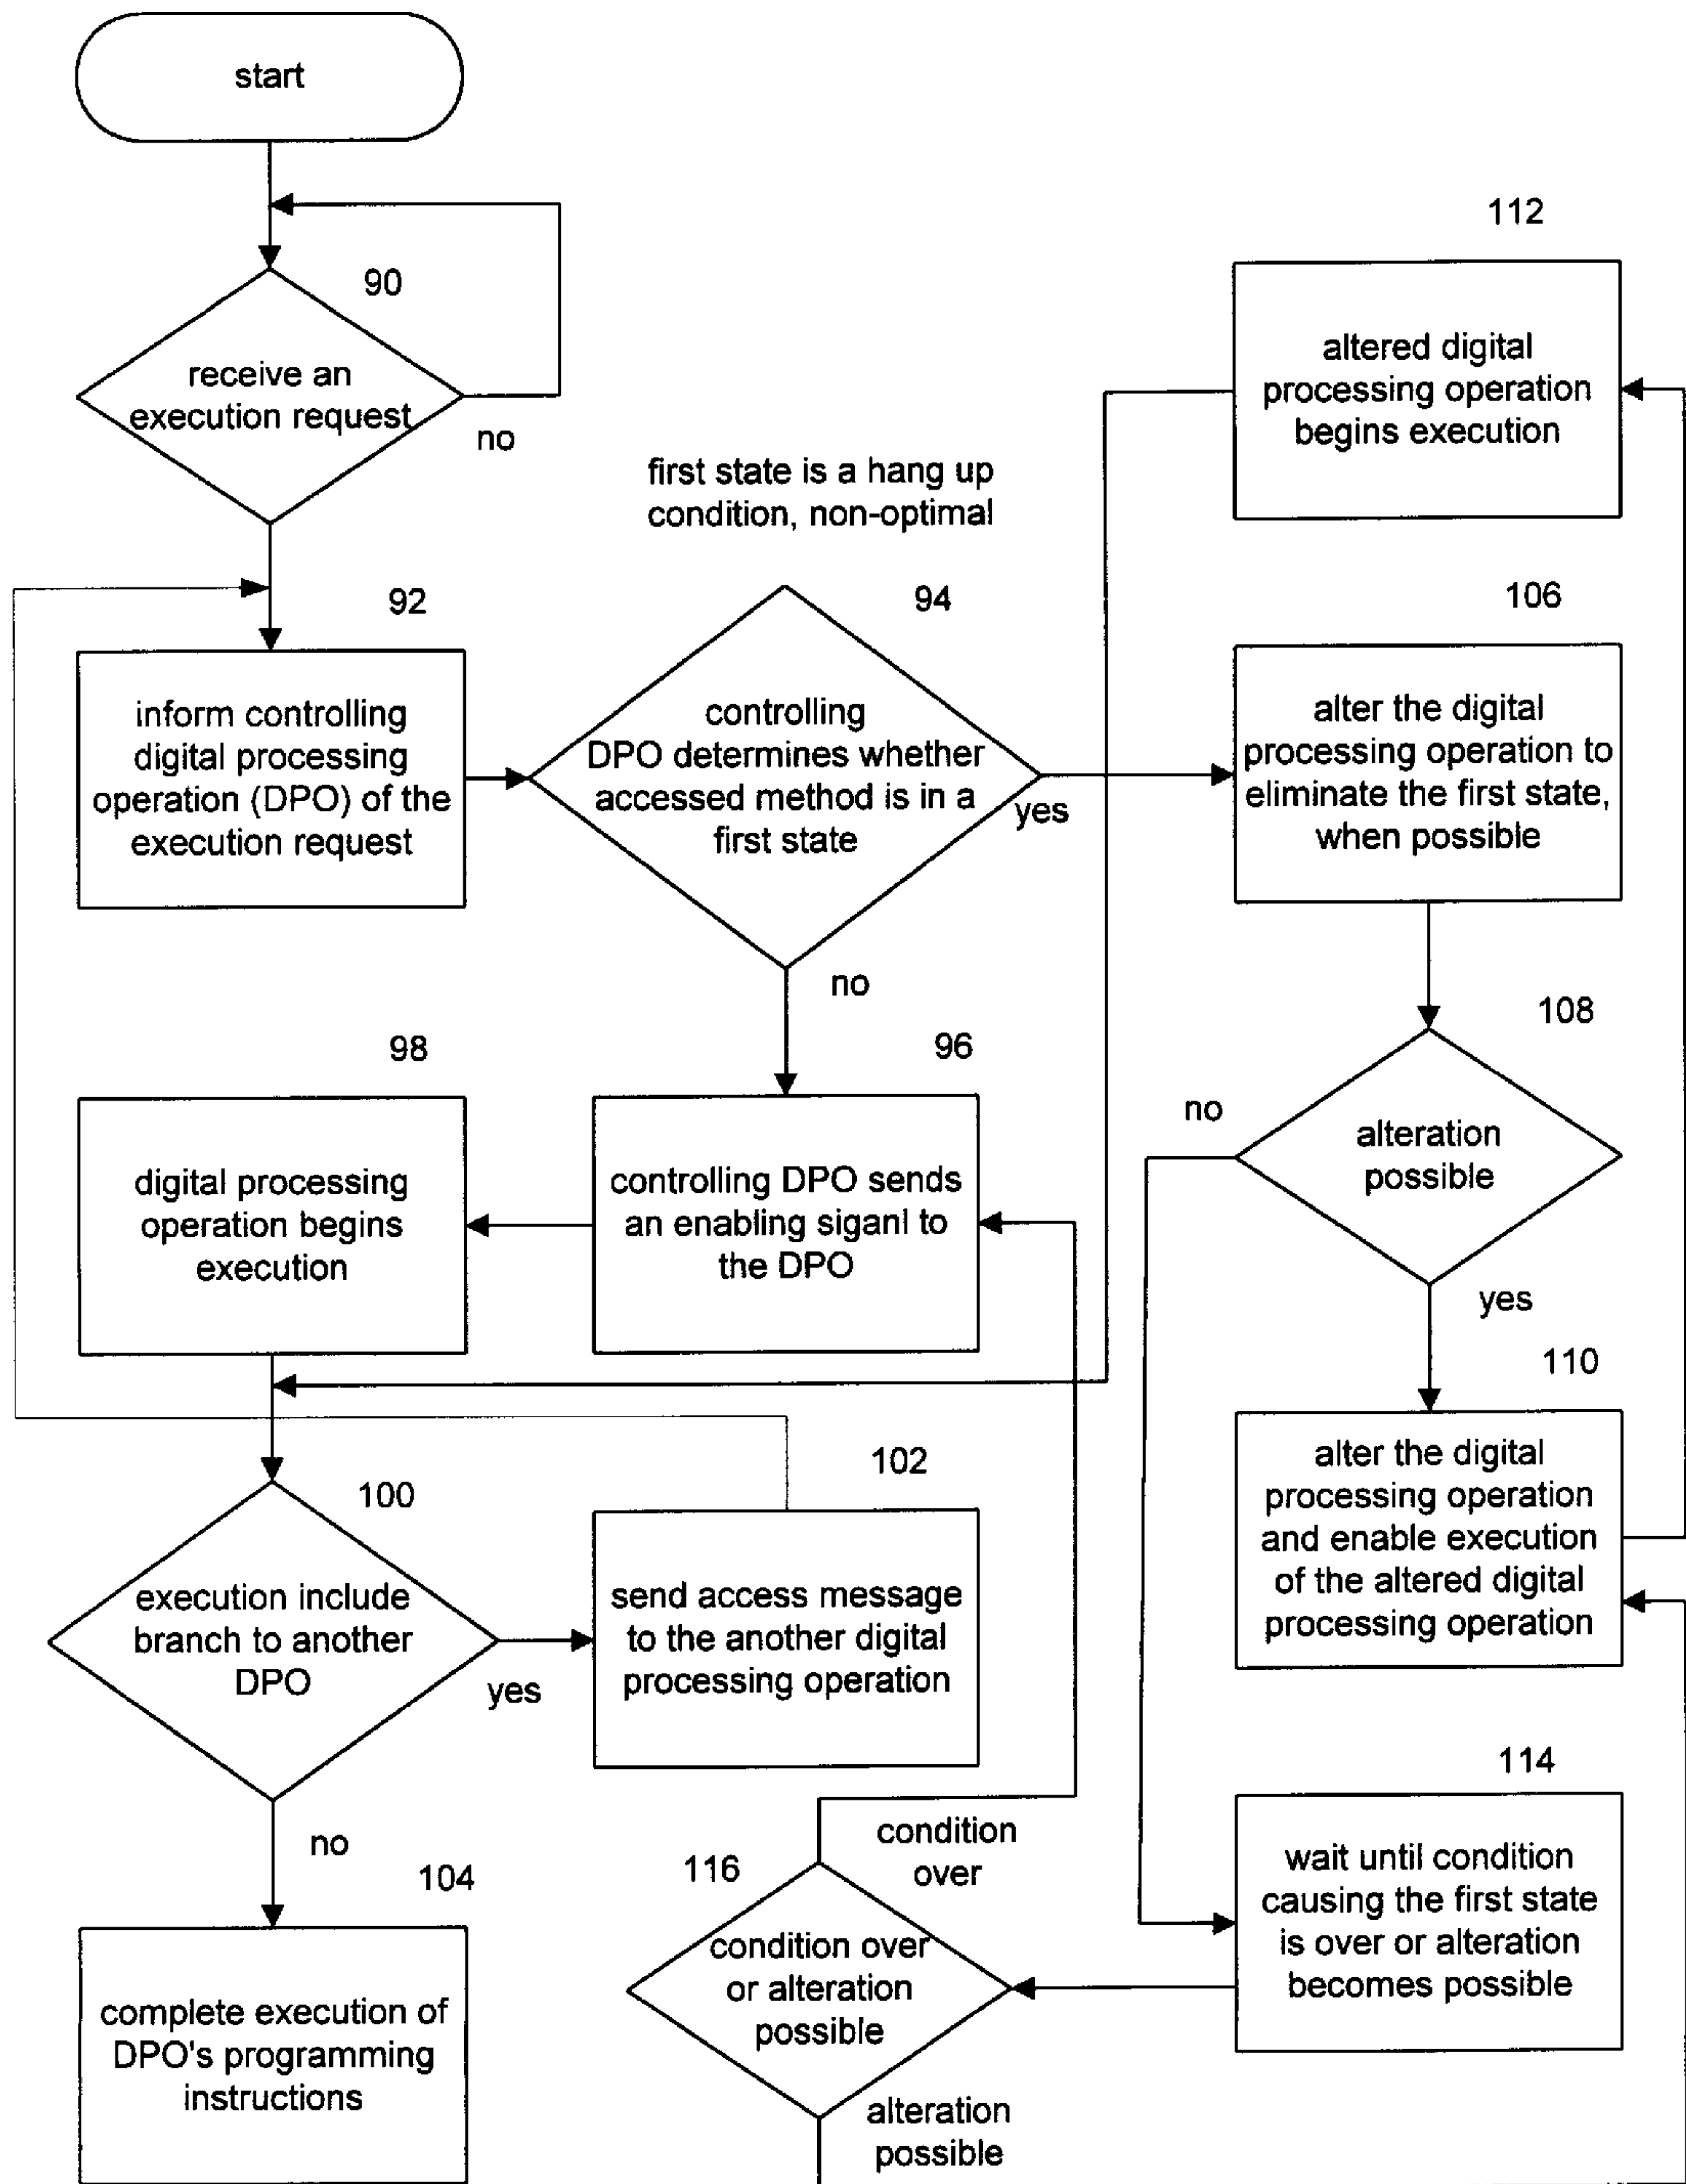 start
90
receive an
execution request
no
112
altered digital
processing operation
begins execution
first state is a hang up
condition, non-optimal
92
inform controlling
digital processing
operation (DPO) of the
execution request
94
controlling
DPO determines whether
accessed method is in a
first state
yes
no
106
alter the digital
processing operation to
eliminate the first state,
when possible
98
digital processing
operation begins
execution
96
controlling DPO sends
an enabling siganl to
the DPO
108
no
alteration
possible
yes
110
alter the digital
processing operation
and enable execution
of the altered digital
processing operation
100
execution include
branch to another
DPO
yes
no
102
send access message
to the another digital
processing operation
114
wait until condition
causing the first state
is over or alteration
becomes possible
condition
over
116
condition over
or alteration
possible
alteration
possible
104
complete execution of
DPO's programming
instructions